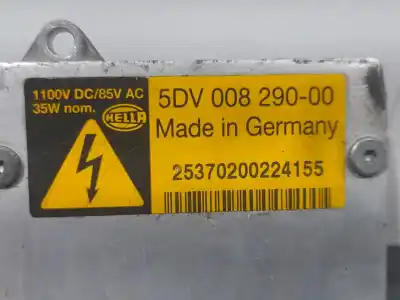 1100V DC/85V AC
35W nom.
HELLA
5DV 008 290-00
Made in Germany
25370200224155